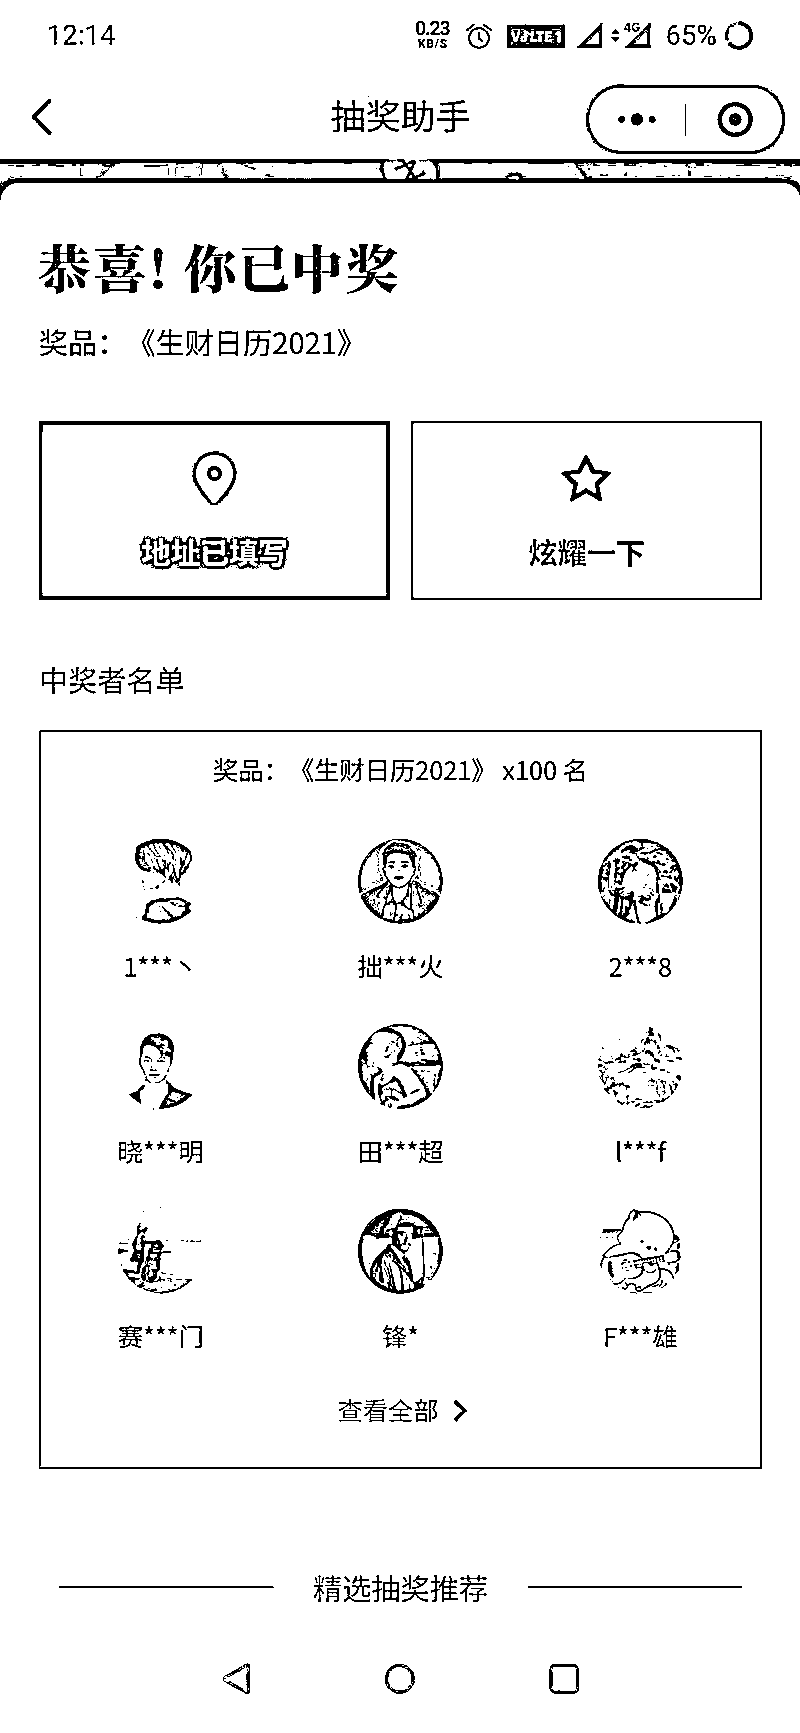 12:14
0.23 KB/S
VoLTE1
4G
65%
抽奖助手
恭喜! 你已中奖
奖品：《生财日历2021》
地址已填写
炫耀一下
中奖者名单
奖品：《生财日历2021》 x100 名
1***丶
拙***火
2***8
晓***明
田***超
l***f
赛***门
锋*
F***雄
查看全部
精选抽奖推荐